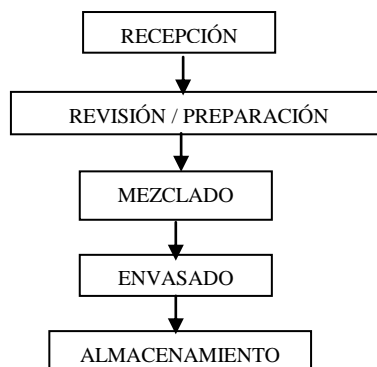 RECEPCIÓN
REVISIÓN / PREPARACIÓN
MEZCLADO
ENVASADO
ALMACENAMIENTO